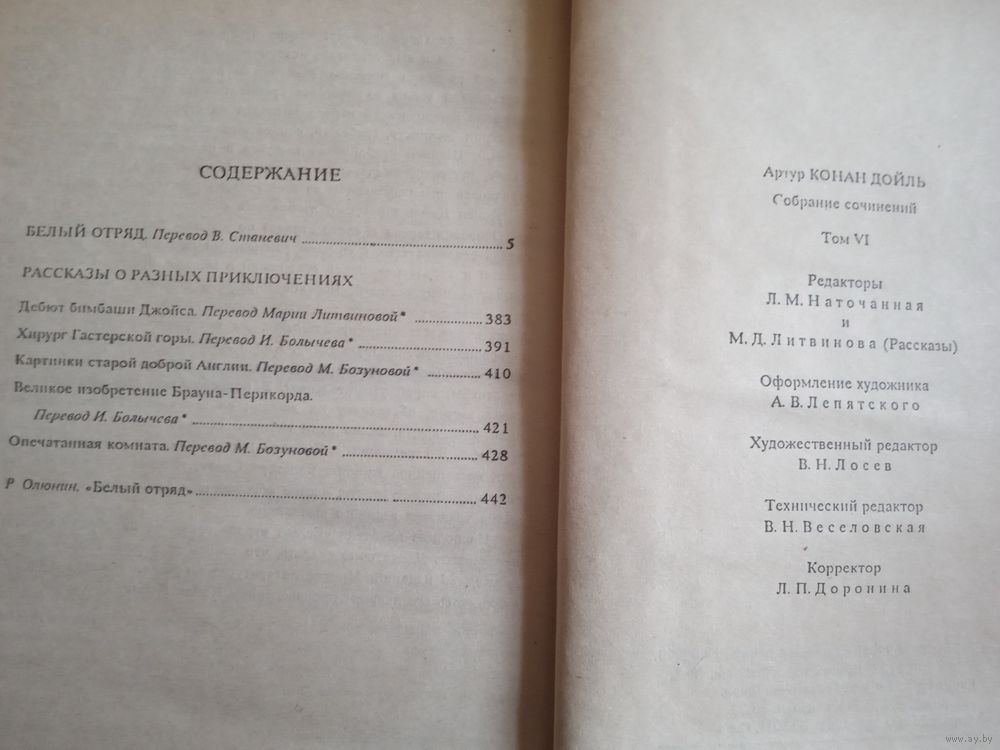 СОДЕРЖАНИЕ
БЕЛЫЙ ОТРЯД. Перевод В. Станевич ........ 5
РАССКАЗЫ О РАЗНЫХ ПРИКЛЮЧЕНИЯХ
Дебют бимбаши Джойса. Перевод Марии Литвиновой* ........ 383
Хирург Гастерской горы. Перевод И. Болычева* ........ 391
Картинки старой доброй Англии. Перевод М. Бозуновой* ........ 410
Великое изобретение Брауна-Перикорда.
Перевод И. Болычева* ........ 421
Опечатанная комната. Перевод М. Бозуновой* ........ 428
Р Олюнин. «Белый отряд» ........ 442
Артур КОНАН ДОЙЛЬ
Собрание сочинений
Том VI
Редакторы
Л. М. Наточанная
и
М. Д. Литвинова (Рассказы)
Оформление художника
А. В. Лепятского
Художественный редактор
В. Н. Лосев
Технический редактор
В. Н. Веселовская
Корректор
Л. П. Доронина
www.ay.by